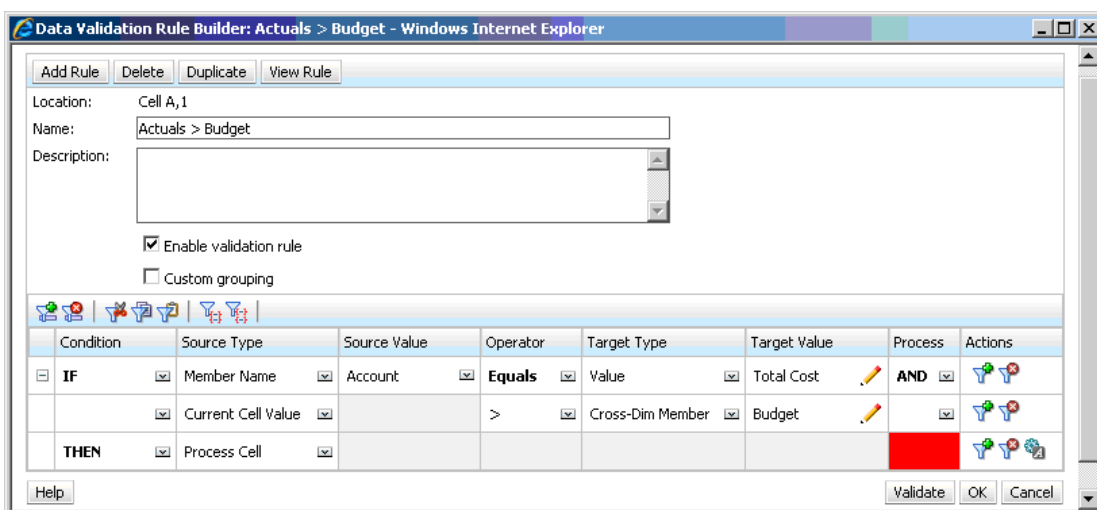 Data Validation Rule Builder: Actuals > Budget - Windows Internet Explorer
Add Rule Delete Duplicate View Rule
Location: Cell A,1
Name: Actuals > Budget
Description:
Enable validation rule
Custom grouping
Condition Source Type Source Value Operator Target Type Target Value Process Actions
IF Member Name Account Equals Value Total Cost AND
Current Cell Value > Cross-Dim Member Budget
THEN Process Cell
Help Validate OK Cancel